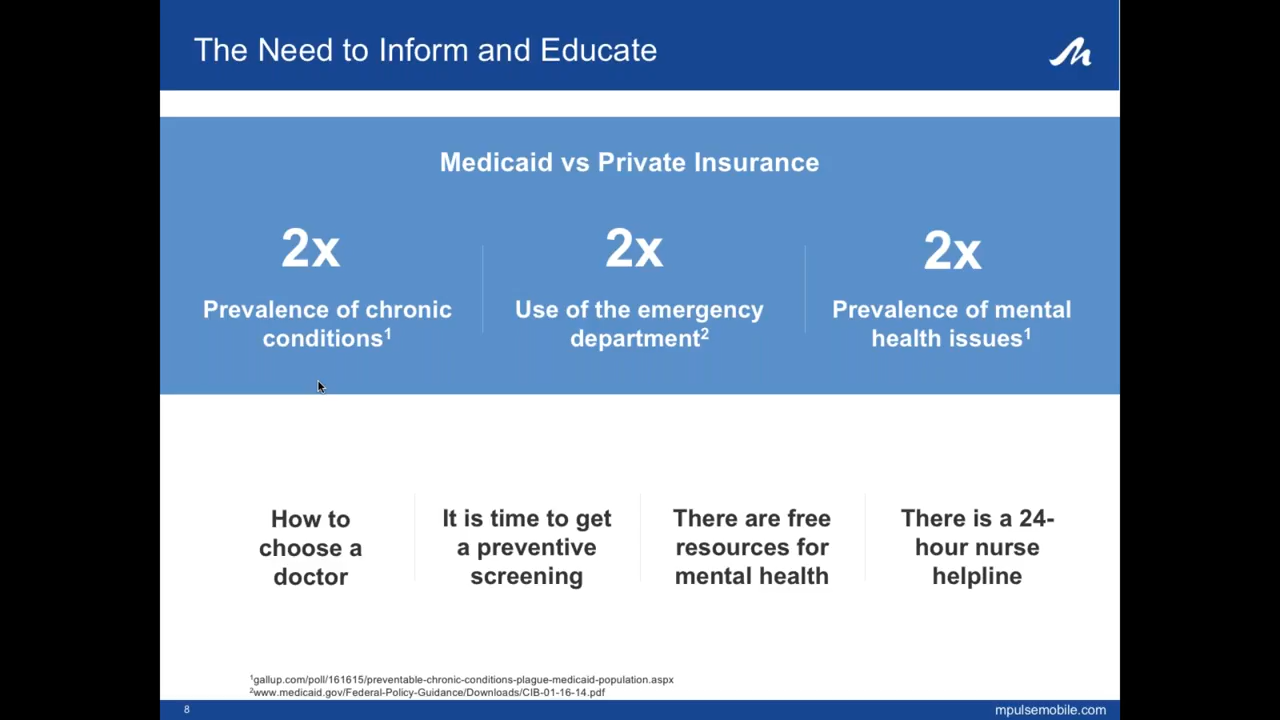 The Need to Inform and Educate
Medicaid vs Private Insurance
2x
Prevalence of chronic
conditions¹
2x
Use of the emergency
department²
2x
Prevalence of mental
health issues¹
How to
choose a
doctor
It is time to get
a preventive
screening
There are free
resources for
mental health
There is a 24-
hour nurse
helpline
¹gallup.com/poll/161615/preventable-chronic-conditions-plague-medicaid-population.aspx
²www.medicaid.gov/Federal-Policy-Guidance/Downloads/CIB-01-16-14.pdf
8
mpulsemobile.com